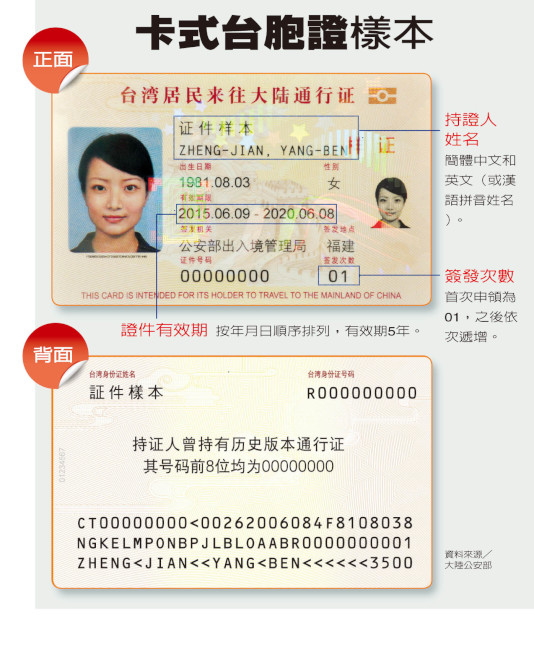 卡式台胞證樣本
正面
台湾居民来往大陆通行证
证件样本
ZHENG-JIAN, YANG-BEN
样 证
出生日期 性别
1981.08.03 女
有效期限
2015.06.09 - 2020.06.08
签发机关 签发地点
公安部出入境管理局 福建
证件号码 签发次数
00000000 01
THIS CARD IS INTENDED FOR ITS HOLDER TO TRAVEL TO THE MAINLAND OF CHINA
持證人
姓名
簡體中文和
英文（或漢
語拼音姓名
）。
簽發次數
首次申領為
01，之後依
次遞增。
證件有效期 按年月日順序排列，有效期5年。
背面
台湾身份证姓名 台湾身份证号码
証件樣本 R000000000
持证人曾持有历史版本通行证
其号码前8位均为00000000
D1234567
CT00000000<00262006084F8108038
NGKELMPONBPJLBLOAABR0000000001
ZHENG<JIAN<<YANG<BEN<<<<<<3500
資料來源／
大陸公安部